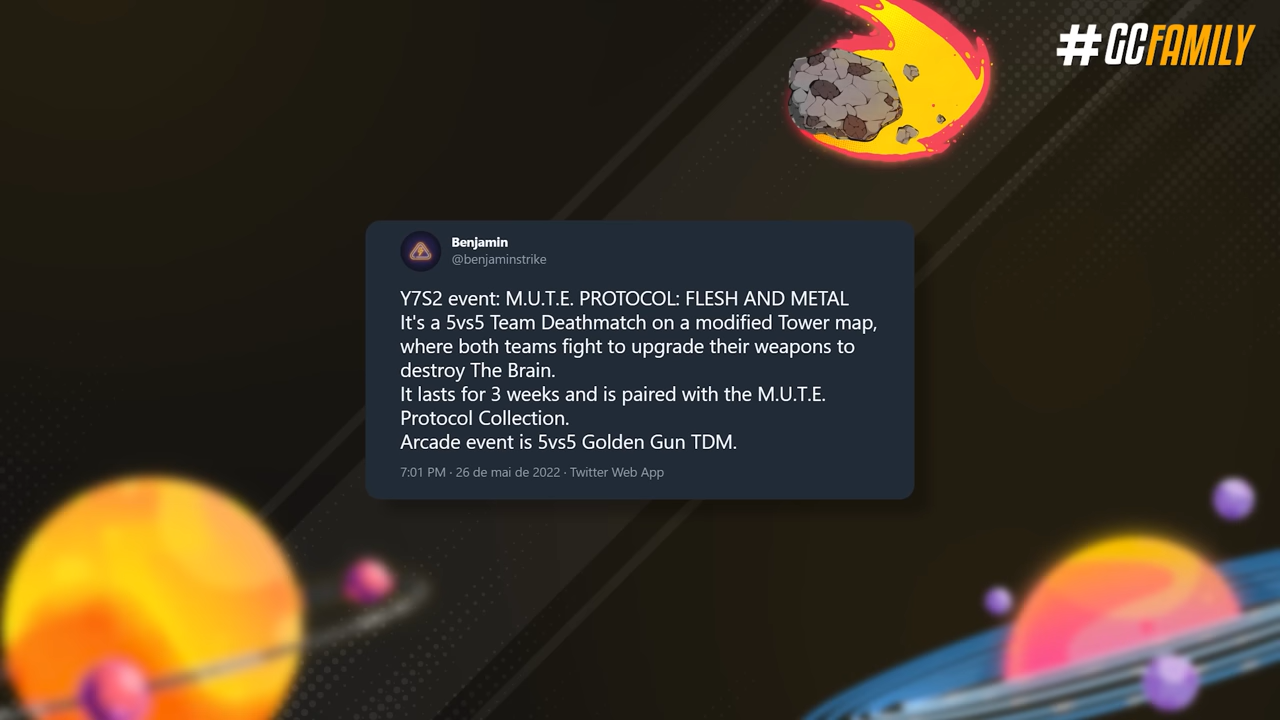 #GCFAMILY
Benjamin
@benjaminstrike
Y7S2 event: M.U.T.E. PROTOCOL: FLESH AND METAL
It's a 5vs5 Team Deathmatch on a modified Tower map,
where both teams fight to upgrade their weapons to
destroy The Brain.
It lasts for 3 weeks and is paired with the M.U.T.E.
Protocol Collection.
Arcade event is 5vs5 Golden Gun TDM.
7:01 PM · 26 de mai de 2022 · Twitter Web App